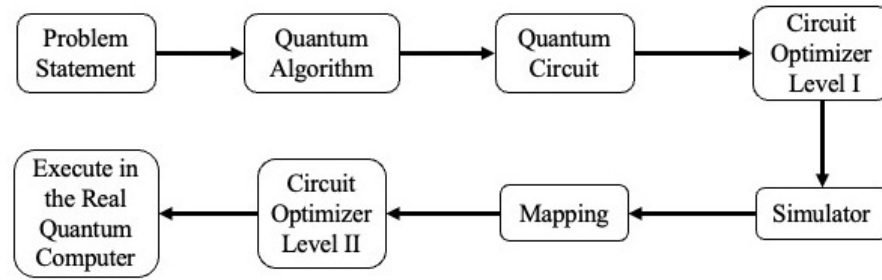 Problem
Statement
Quantum
Algorithm
Quantum
Circuit
Circuit
Optimizer
Level I
Simulator
Mapping
Circuit
Optimizer
Level II
Execute in
the Real
Quantum
Computer